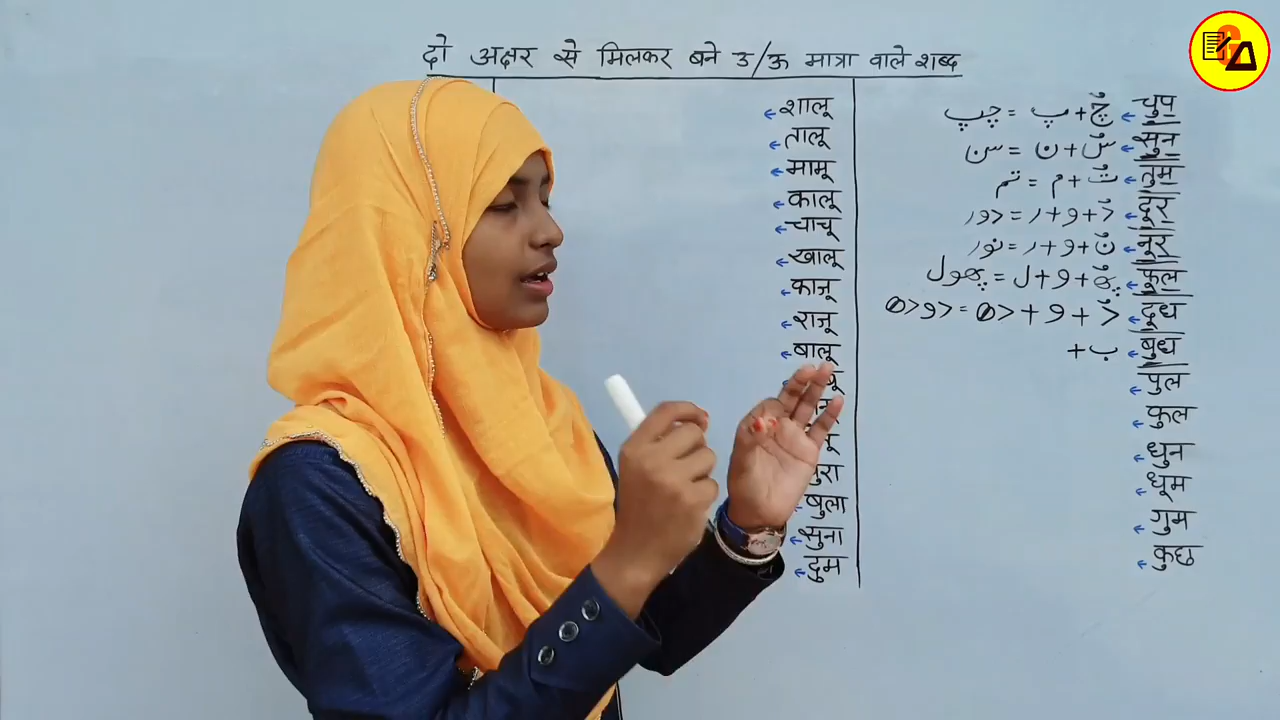 दो अक्षर से मिलकर बने उ/ऊ मात्रा वाले शब्द
चुप ← چُ + پ = چپ
सुन ← سُ + ن = سن
तुम ← تُ + م = تم
दूर ← دُ + و + ر = دور
नूर ← نُ + و + ر = نور
फूल ← پھُ + و + ل = پھول
दूध ← دُ + و + دھ = دودھ
बुध ← ب +
पुल ←
फुल ←
धुन ←
धूम ←
गुम ←
कुछ ←
शालू ←
तालू ←
मामू ←
कालू ←
चाचू ←
खालू ←
काजू ←
राजू ←
बालू ←
बुला ←
सुना ←
दुम ←